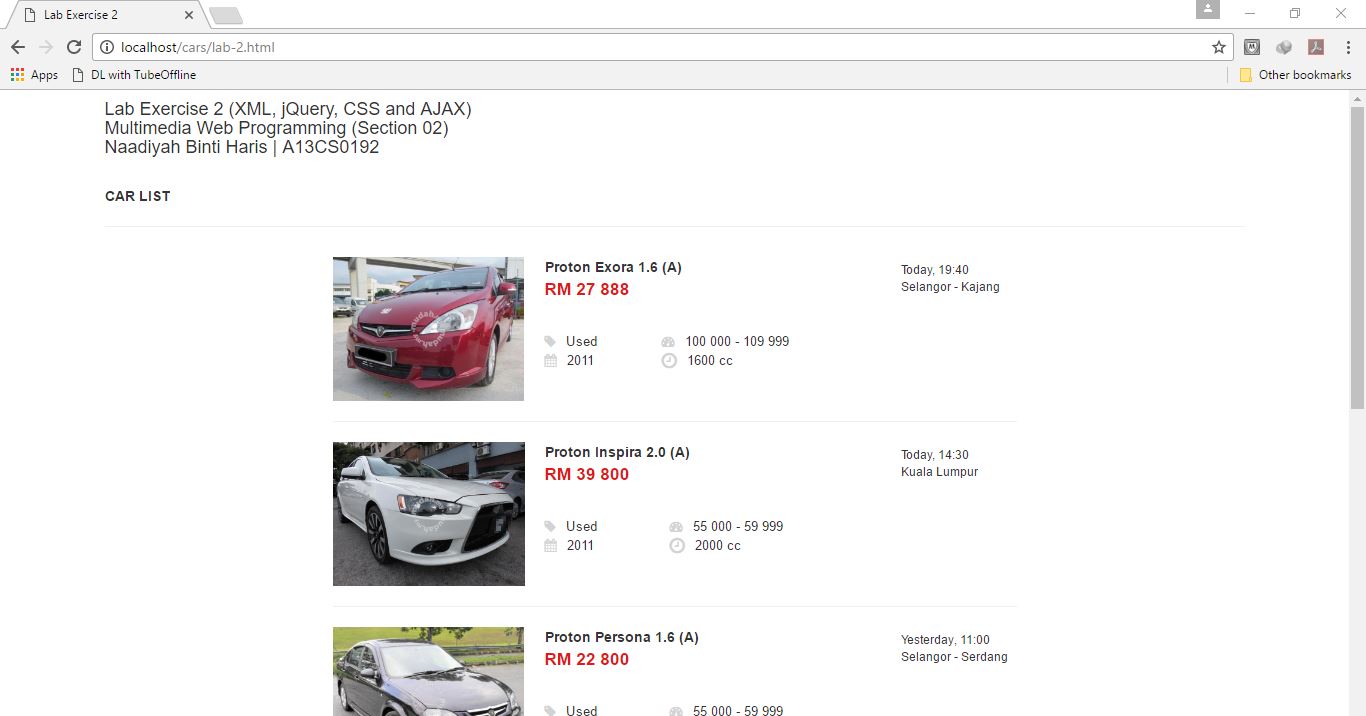 Lab Exercise 2
localhost/cars/lab-2.html
Apps
DL with TubeOffline
Other bookmarks
Lab Exercise 2 (XML, jQuery, CSS and AJAX)
Multimedia Web Programming (Section 02)
Naadiyah Binti Haris | A13CS0192
CAR LIST
Proton Exora 1.6 (A)
RM 27 888
Today, 19:40
Selangor - Kajang
Used
100 000 - 109 999
2011
1600 cc
Proton Inspira 2.0 (A)
RM 39 800
Today, 14:30
Kuala Lumpur
Used
55 000 - 59 999
2011
2000 cc
Proton Persona 1.6 (A)
RM 22 800
Yesterday, 11:00
Selangor - Serdang
Used
55 000 - 59 999